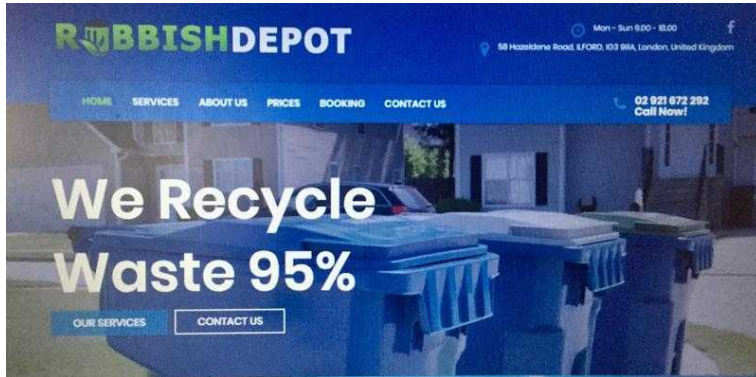 RUBBISHDEPOT
Mon - Sun 9.00 - 18.00
58 Hazeldene Road, ILFORD, IG3 9RA, London, United Kingdom
HOME SERVICES ABOUT US PRICES BOOKING CONTACT US
02 921 672 292
Call Now!
We Recycle
Waste 95%
OUR SERVICES CONTACT US